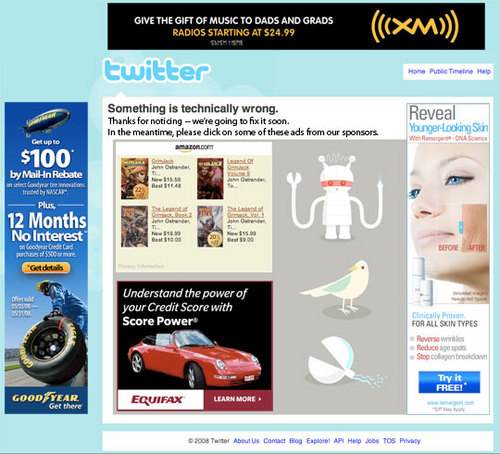 GIVE THE GIFT OF MUSIC TO DADS AND GRADS
RADIOS STARTING AT $24.99
CLICK HERE
XM
twitter
Home Public Timeline Help
GOODYEAR
Get up to
$100*
by Mail-In Rebate
on select Goodyear tire innovations
trusted by NASCAR®.
Plus,
12 Months
No Interest*
on Goodyear Credit Card
purchases of $500 or more.
Get details
Offers valid
05/03/08—
05/31/08.
GOODYEAR
Get there
Something is technically wrong.
Thanks for noticing -- we're going to fix it soon.
In the meantime, please click on some of these ads from our sponsors.
amazon.com
GrimJack
John Ostrander,
Ti...
New $15.59
Best $11.48
Legend Of
Grimjack
Volume 8
John Ostrander,
Ti...
The Legend of
Grimjack, Book 2
John Ostrander,
Ti...
New $19.99
Best $10.00
The Legend of
Grimjack, Vol. 1
John Ostrander,
Ti...
New $15.99
Best $9.00
Privacy Information
Understand the power of
your Credit Score with
Score Power®
EQUIFAX
LEARN MORE
Reveal
Younger-Looking Skin
With Remergent® - DNA Science
BEFORE AFTER
Simulated Imagery
Results Not Typical
Clinically Proven.
FOR ALL SKIN TYPES
Reverse wrinkles
Reduce age spots
Stop collagen breakdown
Try it
FREE!*
www.remergent.com
*S/P May Apply
© 2008 Twitter About Us Contact Blog Explore! API Help Jobs TOS Privacy